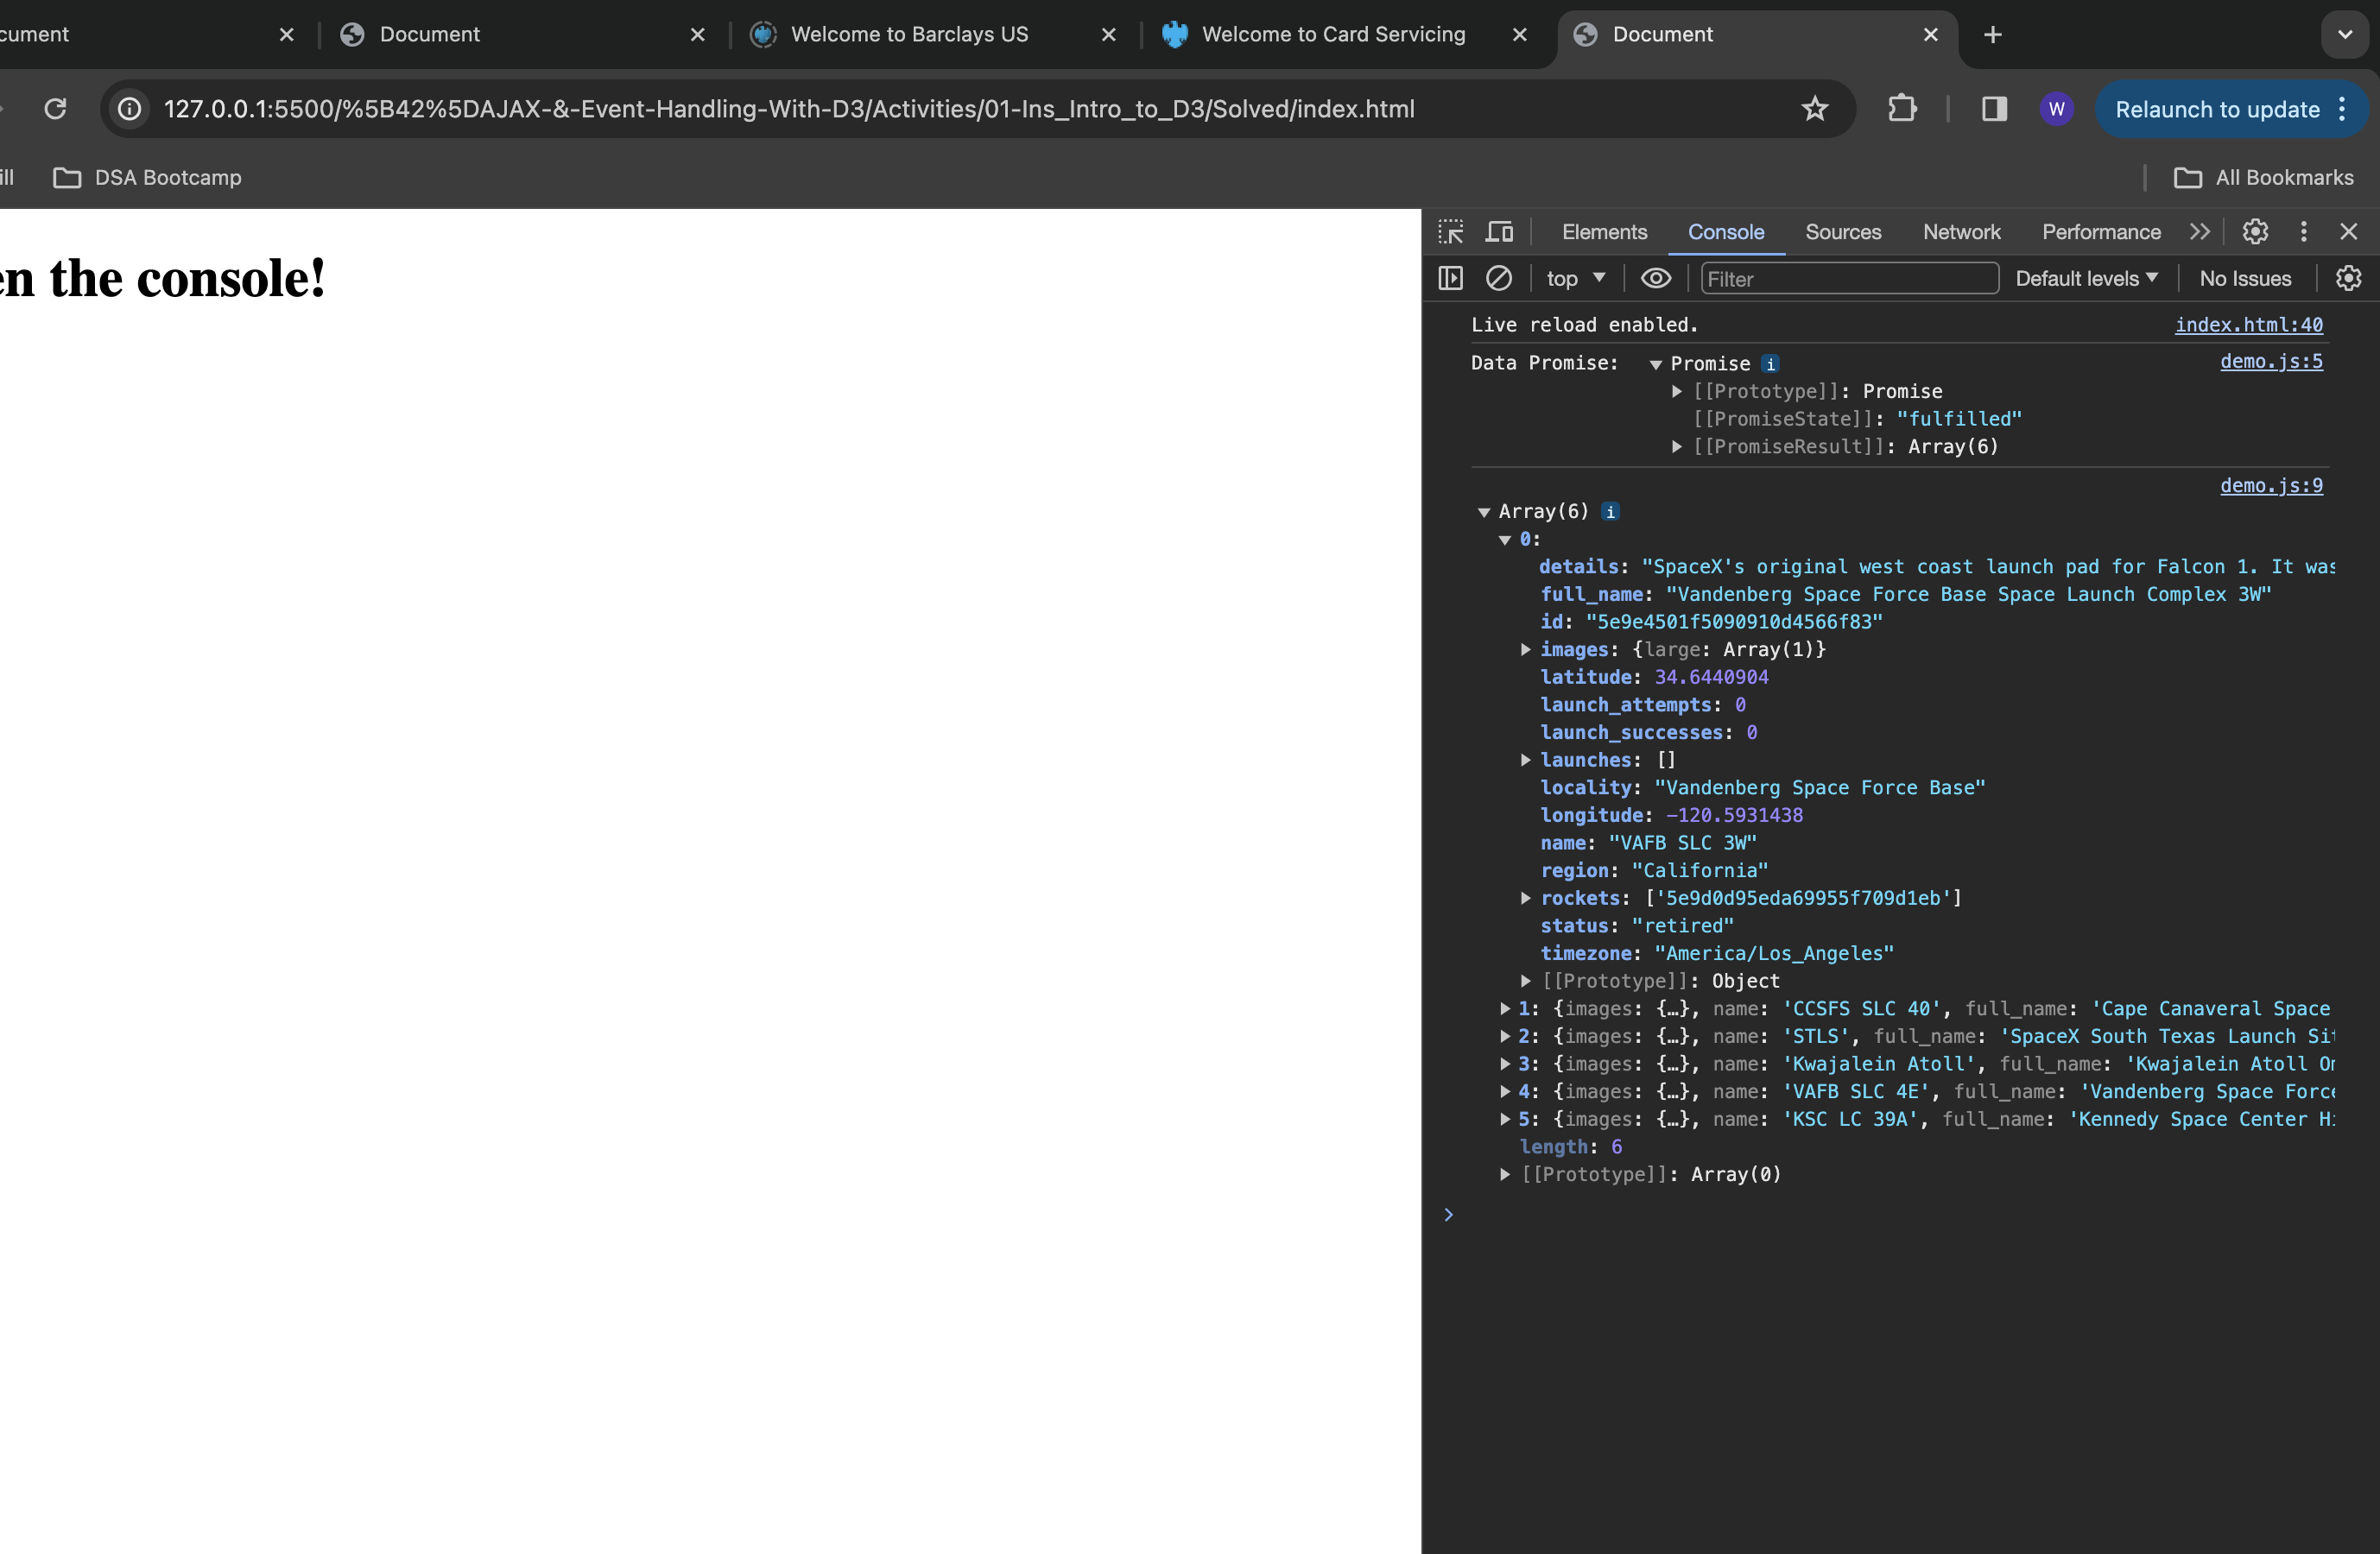 cument
Document
Welcome to Barclays US
Welcome to Card Servicing
Document
127.0.0.1:5500/%5B42%5DAJAX-&-Event-Handling-With-D3/Activities/01-Ins_Intro_to_D3/Solved/index.html
W
Relaunch to update
ill
DSA Bootcamp
All Bookmarks
en the console!
Elements Console Sources Network Performance
top Filter Default levels No Issues
Live reload enabled. index.html:40
Data Promise: Promise i demo.js:5
[[Prototype]]: Promise
[[PromiseState]]: "fulfilled"
[[PromiseResult]]: Array(6)
demo.js:9
Array(6) i
0:
details: "SpaceX's original west coast launch pad for Falcon 1. It was
full_name: "Vandenberg Space Force Base Space Launch Complex 3W"
id: "5e9e4501f5090910d4566f83"
images: {large: Array(1)}
latitude: 34.6440904
launch_attempts: 0
launch_successes: 0
launches: []
locality: "Vandenberg Space Force Base"
longitude: -120.5931438
name: "VAFB SLC 3W"
region: "California"
rockets: ['5e9d0d95eda69955f709d1eb']
status: "retired"
timezone: "America/Los_Angeles"
[[Prototype]]: Object
1: {images: {…}, name: 'CCSFS SLC 40', full_name: 'Cape Canaveral Space
2: {images: {…}, name: 'STLS', full_name: 'SpaceX South Texas Launch Sit
3: {images: {…}, name: 'Kwajalein Atoll', full_name: 'Kwajalein Atoll Om
4: {images: {…}, name: 'VAFB SLC 4E', full_name: 'Vandenberg Space Force
5: {images: {…}, name: 'KSC LC 39A', full_name: 'Kennedy Space Center Hi
length: 6
[[Prototype]]: Array(0)